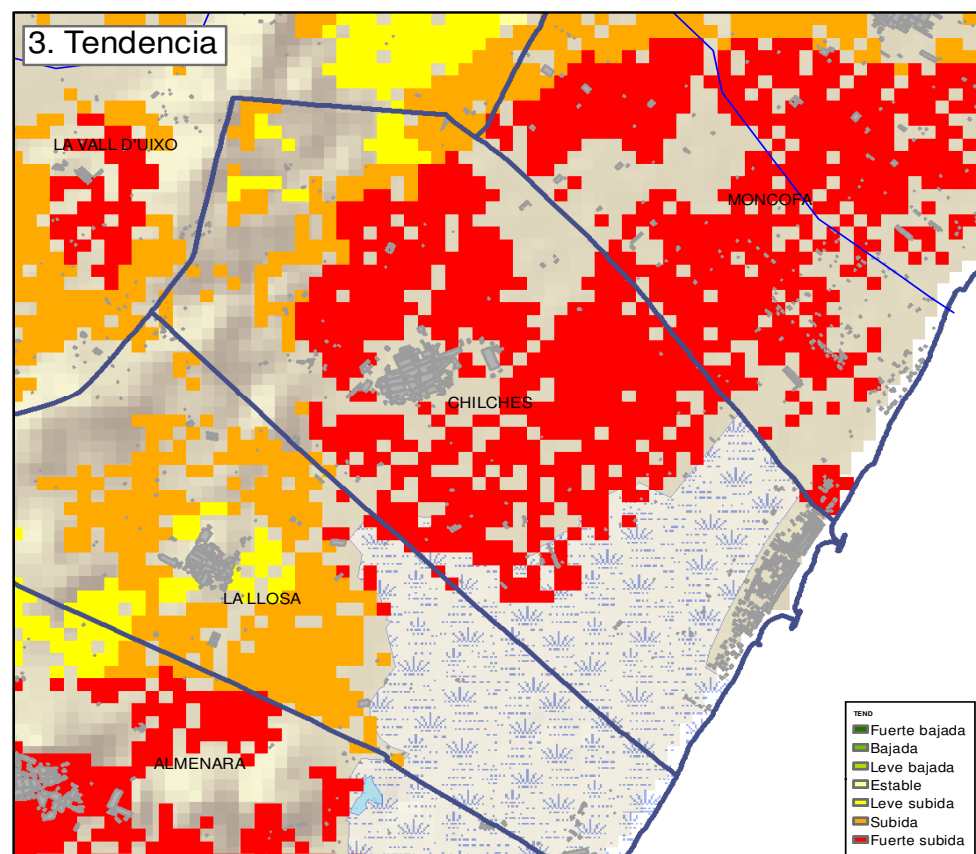 3. Tendencia
LA VALL D'UIXO
MONCOFA
CHILCHES
LA LLOSA
ALMENARA
TEND
Fuerte bajada
Bajada
Leve bajada
Estable
Leve subida
Subida
Fuerte subida